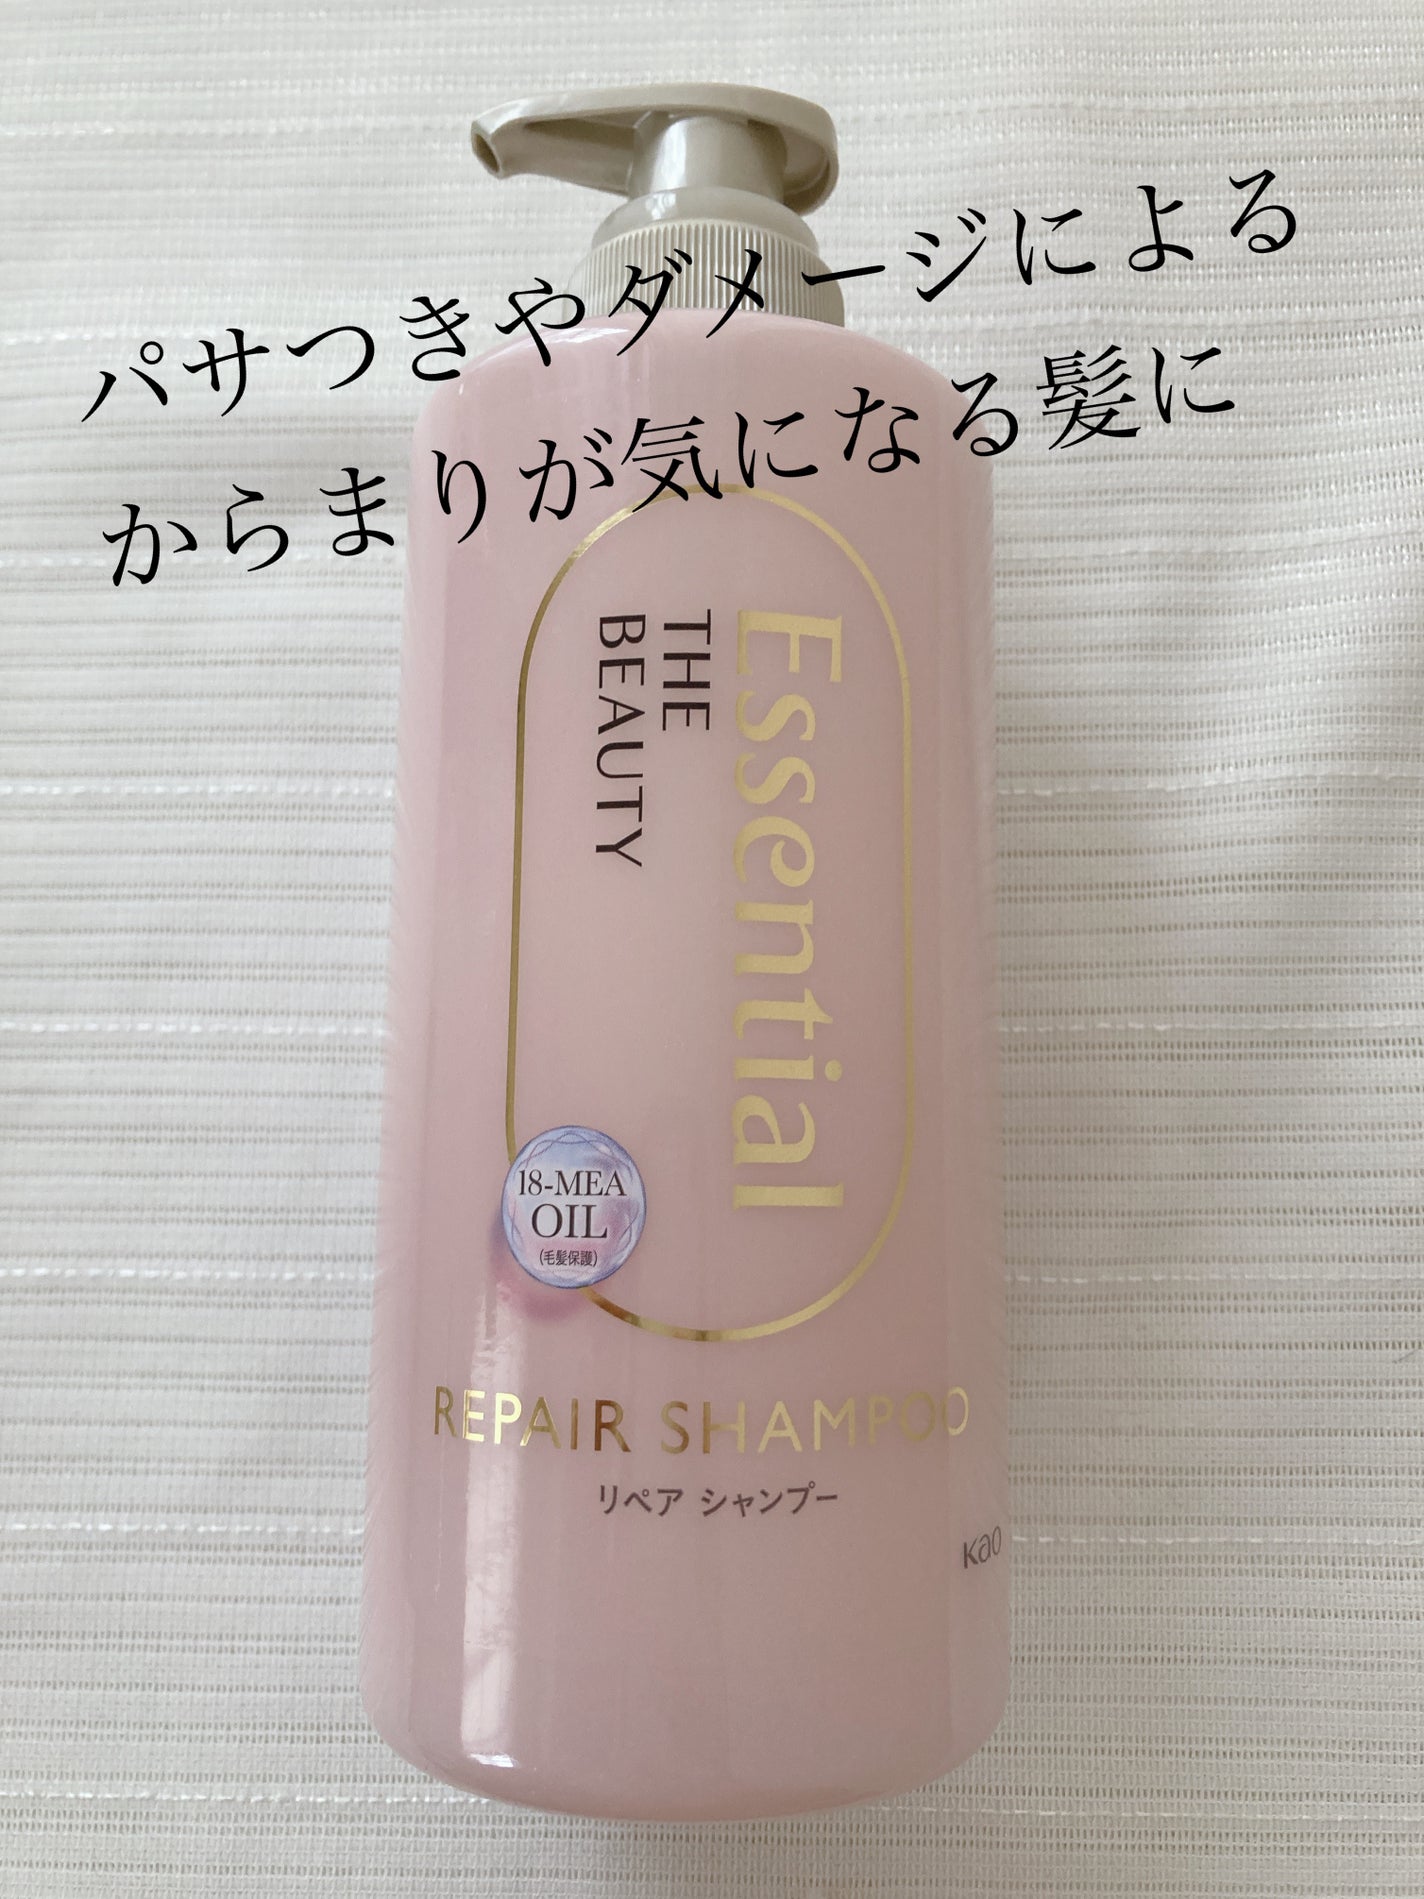 パサつきやダメージによる
からまりが気になる髪に
Essential
THE
BEAUTY
18-MEA
OIL
(毛髪保護)
REPAIR SHAMPOO
リペア シャンプー
Kao